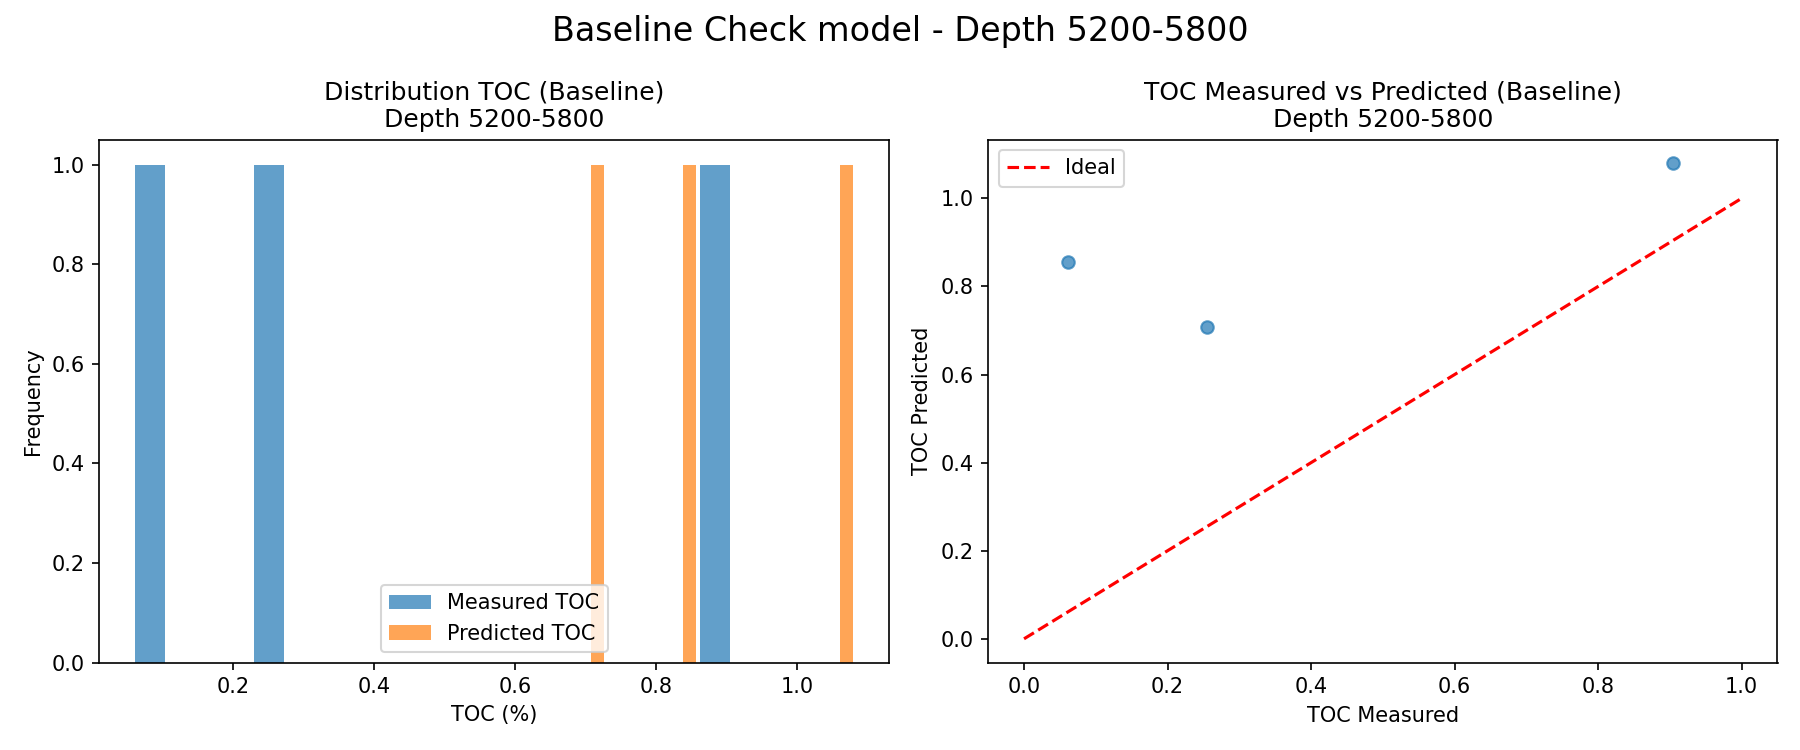 Baseline Check model - Depth 5200-5800
Distribution TOC (Baseline)
Depth 5200-5800
1.0
0.8
0.6
0.4
0.2
0.0
Frequency
Measured TOC
Predicted TOC
0.2 0.4 0.6 0.8 1.0
TOC (%)
TOC Measured vs Predicted (Baseline)
Depth 5200-5800
Ideal
1.0
0.8
0.6
0.4
0.2
0.0
TOC Predicted
0.0 0.2 0.4 0.6 0.8 1.0
TOC Measured